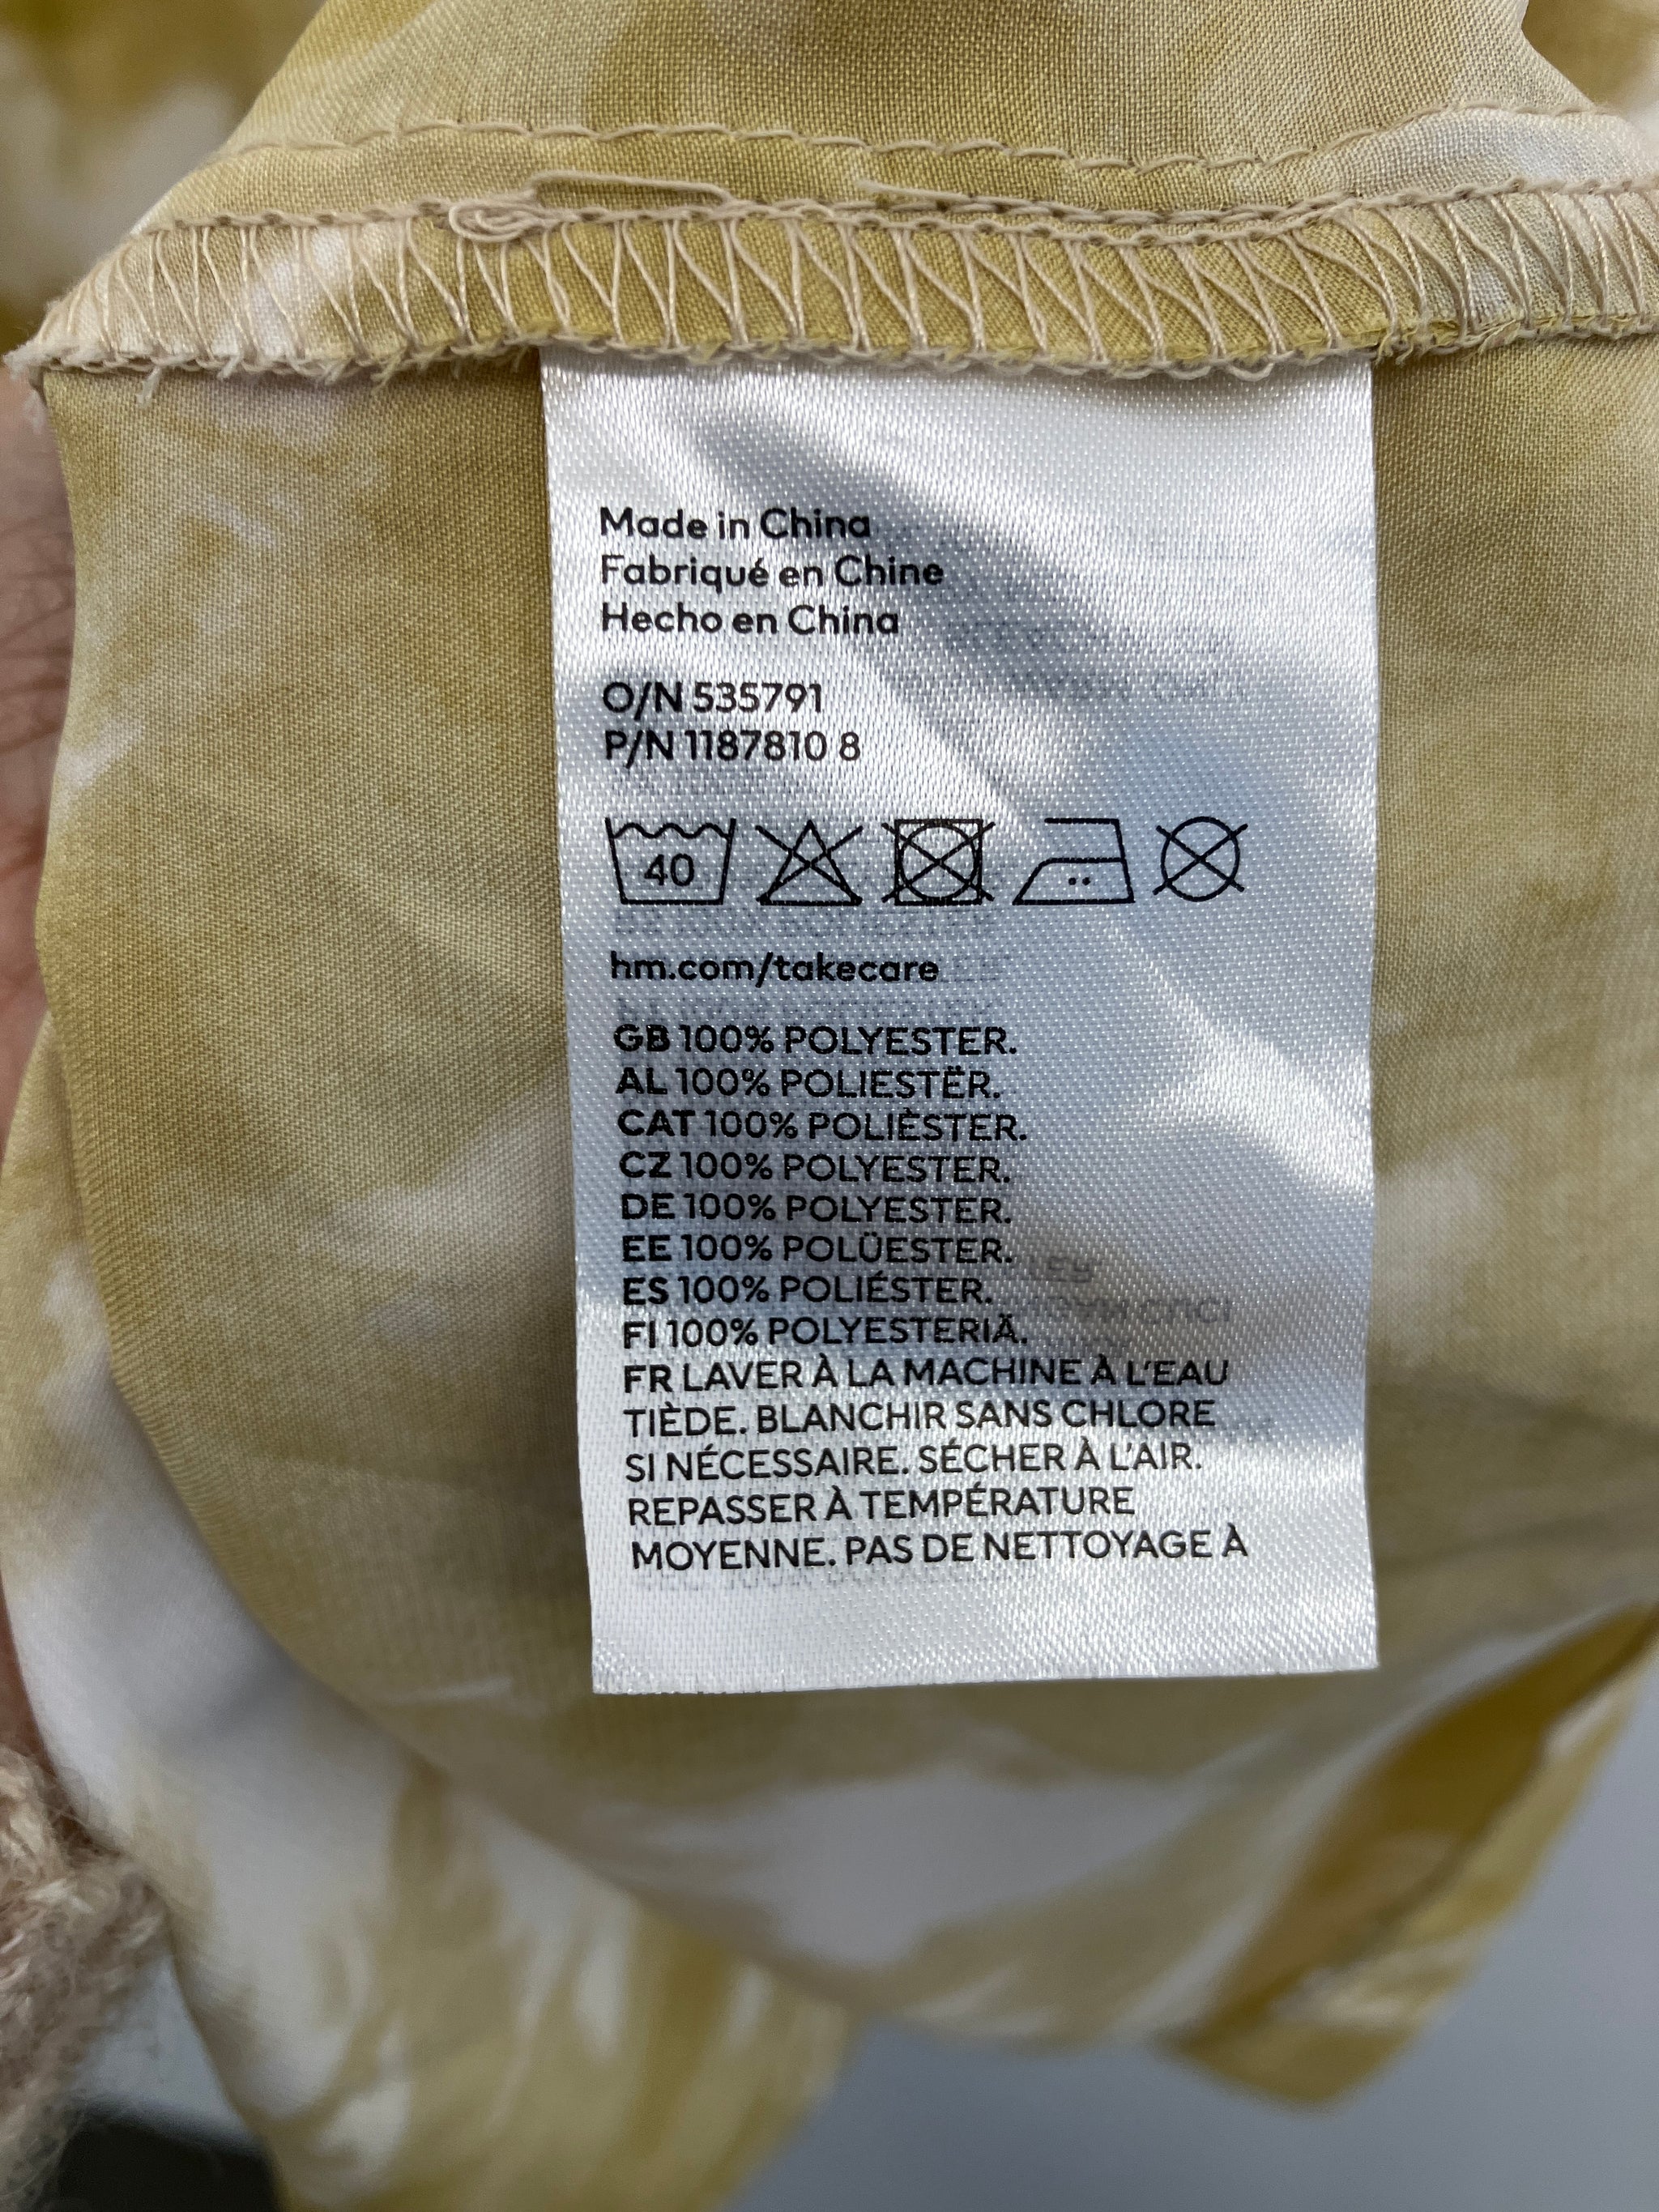 Made in China
Fabriqué en Chine
Hecho en China
O/N 535791
P/N 1187810 8
40
hm.com/takecare
GB 100% POLYESTER.
AL 100% POLIESTËR.
CAT 100% POLIÈSTER.
CZ 100% POLYESTER.
DE 100% POLYESTER.
EE 100% POLÜESTER.
ES 100% POLIÉSTER.
FI 100% POLYESTERIÄ.
FR LAVER À LA MACHINE À L'EAU
TIÈDE. BLANCHIR SANS CHLORE
SI NÉCESSAIRE. SÉCHER À L'AIR.
REPASSER À TEMPÉRATURE
MOYENNE. PAS DE NETTOYAGE À